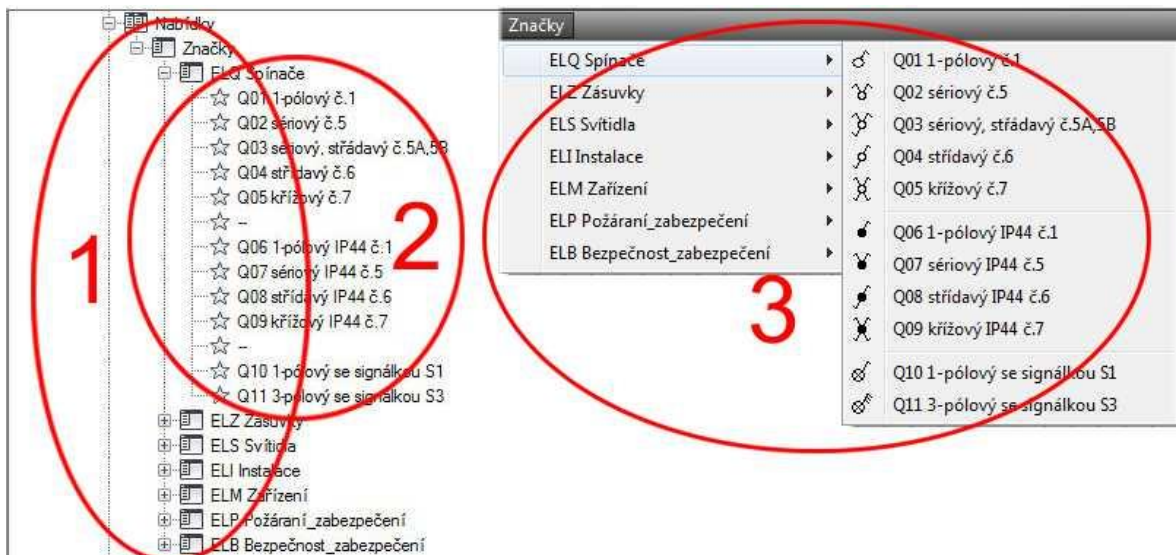 Nabídky
Značky
ELQ Spínače
Q01 1-pólový č.1
Q02 sériový č.5
Q03 sériový, střádavý č.5A,5B
Q04 střídavý č.6
Q05 křížový č.7
--
Q06 1-pólový IP44 č.1
Q07 sériový IP44 č.5
Q08 střídavý IP44 č.6
Q09 křížový IP44 č.7
--
Q10 1-pólový se signálkou S1
Q11 3-pólový se signálkou S3
ELZ Zásuvky
ELS Svítidla
ELI Instalace
ELM Zařízení
ELP Požáraní_zabezpečení
ELB Bezpečnost_zabezpečení
1
2
Značky
ELQ Spínače
ELZ Zásuvky
ELS Svítidla
ELI Instalace
ELM Zařízení
ELP Požáraní_zabezpečení
ELB Bezpečnost_zabezpečení
Q01 1-pólový č.1
Q02 sériový č.5
Q03 sériový, střádavý č.5A,5B
Q04 střídavý č.6
Q05 křížový č.7
Q06 1-pólový IP44 č.1
Q07 sériový IP44 č.5
Q08 střídavý IP44 č.6
Q09 křížový IP44 č.7
Q10 1-pólový se signálkou S1
Q11 3-pólový se signálkou S3
3